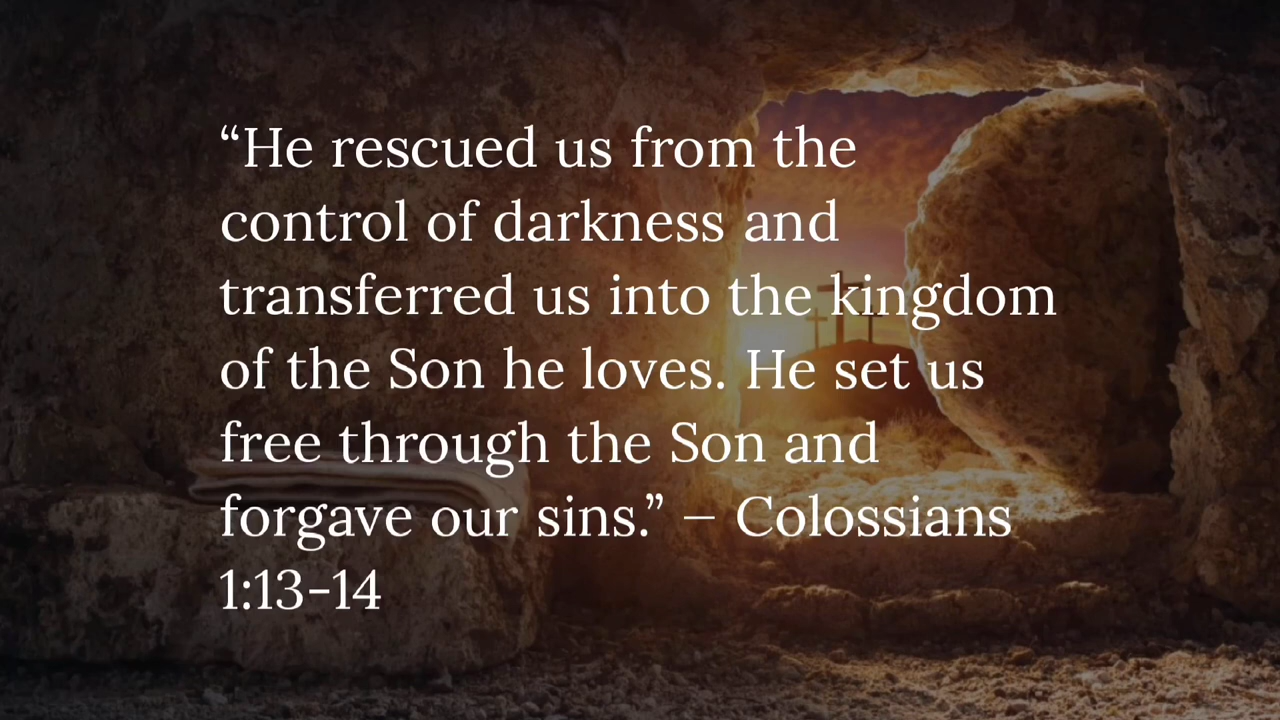 “He rescued us from the
control of darkness and
transferred us into the kingdom
of the Son he loves. He set us
free through the Son and
forgave our sins.” – Colossians
1:13-14